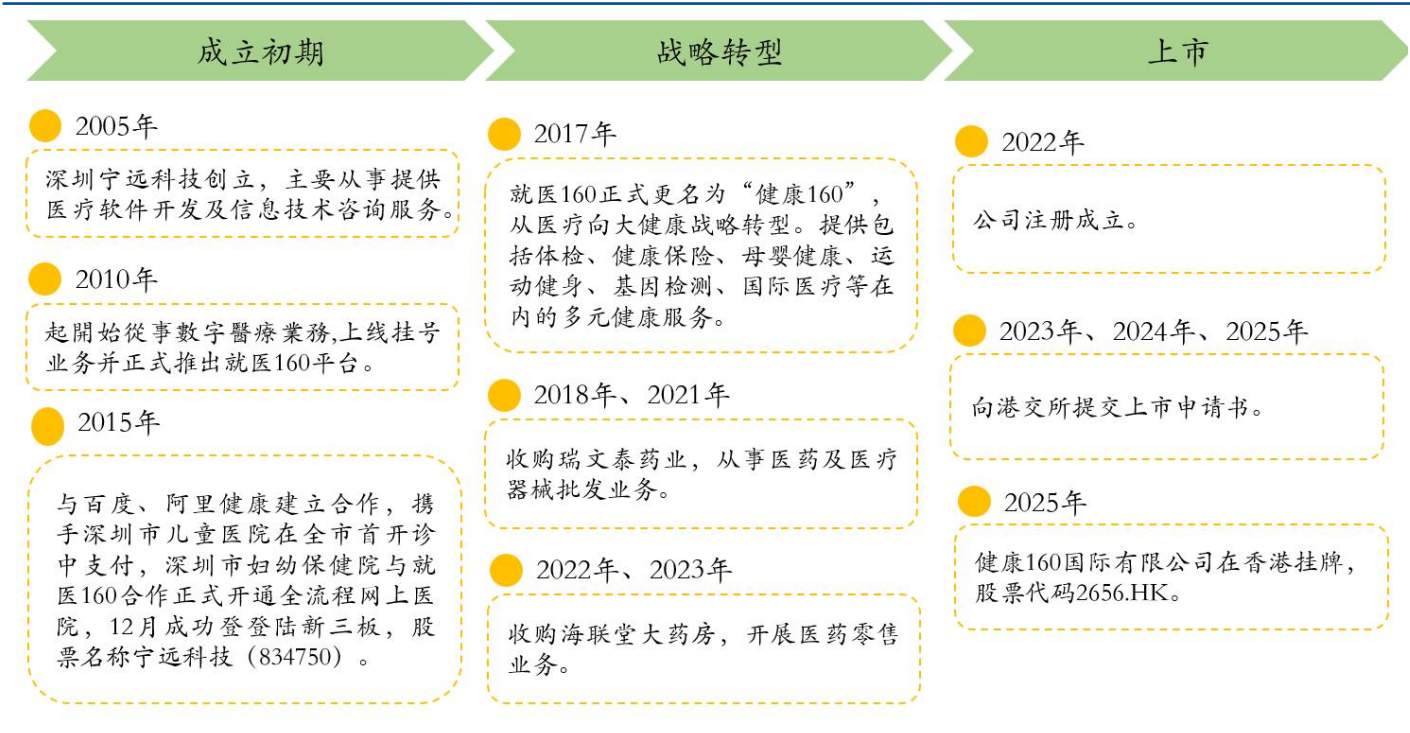 成立初期
2005年
深圳宁远科技创立，主要从事提供
医疗软件开发及信息技术咨询服务。
2010年
起開始從事數字醫療業務,上线挂号
业务并正式推出就医160平台。
2015年
与百度、阿里健康建立合作，携
手深圳市儿童医院在全市首开诊
中支付，深圳市妇幼保健院与就
医160合作正式开通全流程网上医
院，12月成功登登陆新三板，股
票名称宁远科技（834750）。
战略转型
2017年
就医160正式更名为“健康160”，
从医疗向大健康战略转型。提供包
括体检、健康保险、母婴健康、运
动健身、基因检测、国际医疗等在
内的多元健康服务。
2018年、2021年
收购瑞文泰药业，从事医药及医疗
器械批发业务。
2022年、2023年
收购海联堂大药房，开展医药零售
业务。
上市
2022年
公司注册成立。
2023年、2024年、2025年
向港交所提交上市申请书。
2025年
健康160国际有限公司在香港挂牌，
股票代码2656.HK。